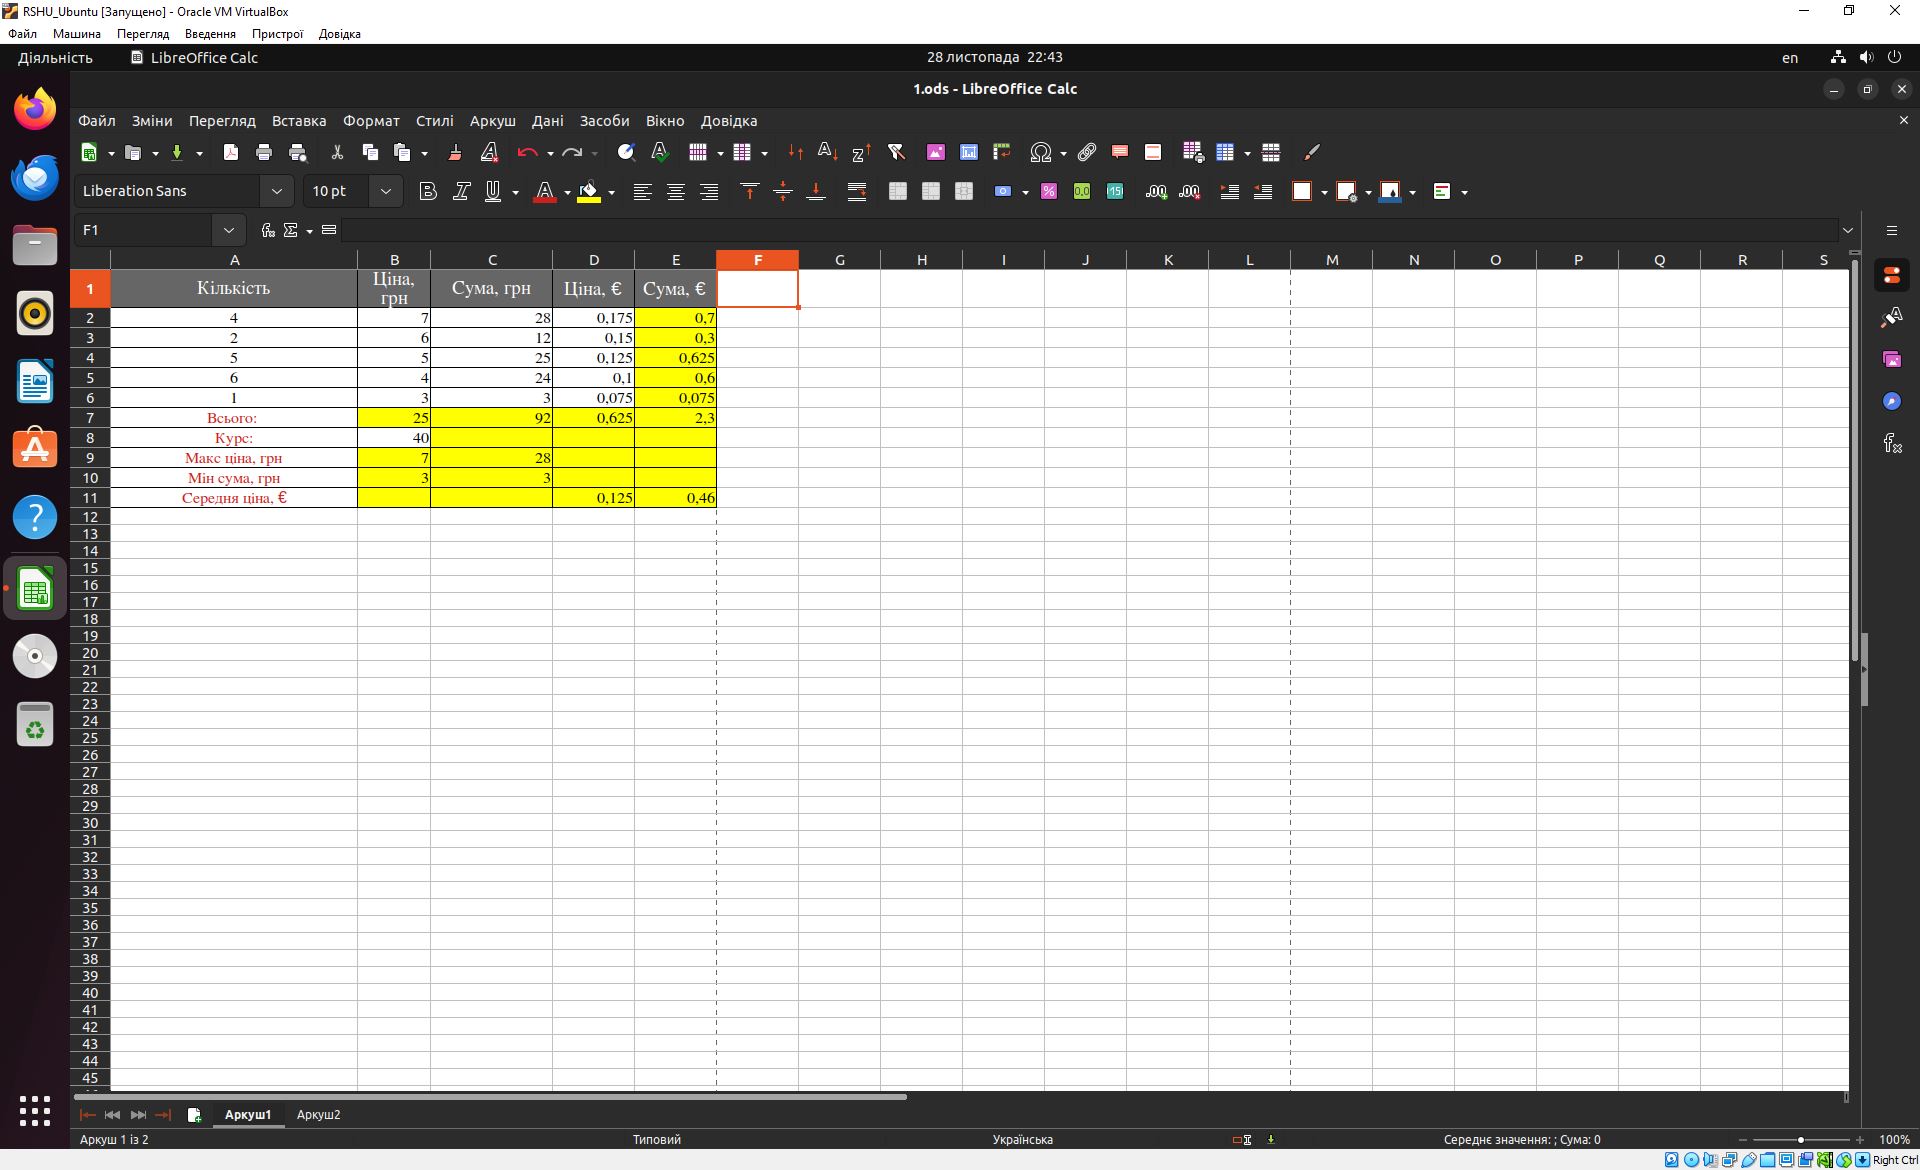 RSHU_Ubuntu [Запущено] - Oracle VM VirtualBox
Файл Машина Перегляд Введення Пристрої Довідка
Діяльність LibreOffice Calc 28 листопада 22:43 en
1.ods - LibreOffice Calc
Файл Зміни Перегляд Вставка Формат Стилі Аркуш Дані Засоби Вікно Довідка
Liberation Sans 10 pt
F1
A B C D E F G H I J K L M N O P Q R S
1 Кількість Ціна, грн Сума, грн Ціна, € Сума, €
2 4 7 28 0,175 0,7
3 2 6 12 0,15 0,3
4 5 5 25 0,125 0,625
5 6 4 24 0,1 0,6
6 1 3 3 0,075 0,075
7 Всього: 25 92 0,625 2,3
8 Курс: 40
9 Макс ціна, грн 7 28
10 Мін сума, грн 3 3
11 Середня ціна, € 0,125 0,46
12
13
14
15
16
17
18
19
20
21
22
23
24
25
26
27
28
29
30
31
32
33
34
35
36
37
38
39
40
41
42
43
44
45
Аркуш1 Аркуш2
Аркуш 1 із 2 Типовий Українська Середнє значення: ; Сума: 0 100%
Right Ctrl